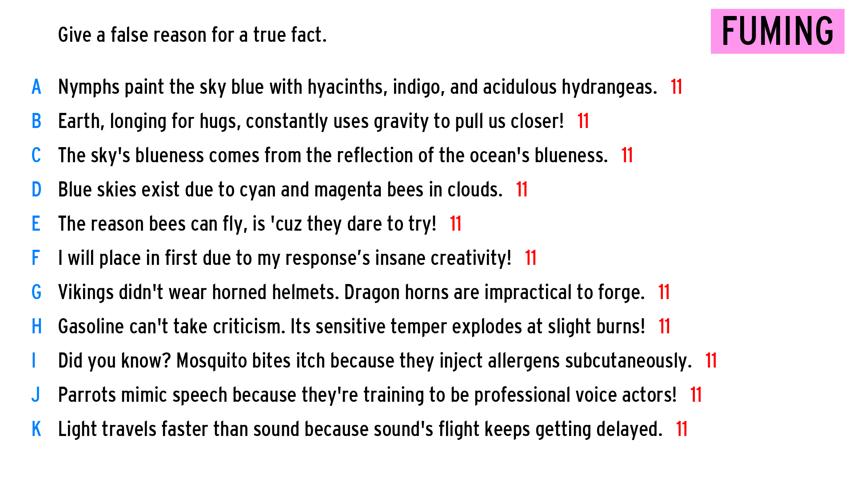 Give a false reason for a true fact.
FUMING
A Nymphs paint the sky blue with hyacinths, indigo, and acidulous hydrangeas. 11
B Earth, longing for hugs, constantly uses gravity to pull us closer! 11
C The sky's blueness comes from the reflection of the ocean's blueness. 11
D Blue skies exist due to cyan and magenta bees in clouds. 11
E The reason bees can fly, is 'cuz they dare to try! 11
F I will place in first due to my response’s insane creativity! 11
G Vikings didn't wear horned helmets. Dragon horns are impractical to forge. 11
H Gasoline can't take criticism. Its sensitive temper explodes at slight burns! 11
I Did you know? Mosquito bites itch because they inject allergens subcutaneously. 11
J Parrots mimic speech because they're training to be professional voice actors! 11
K Light travels faster than sound because sound's flight keeps getting delayed. 11